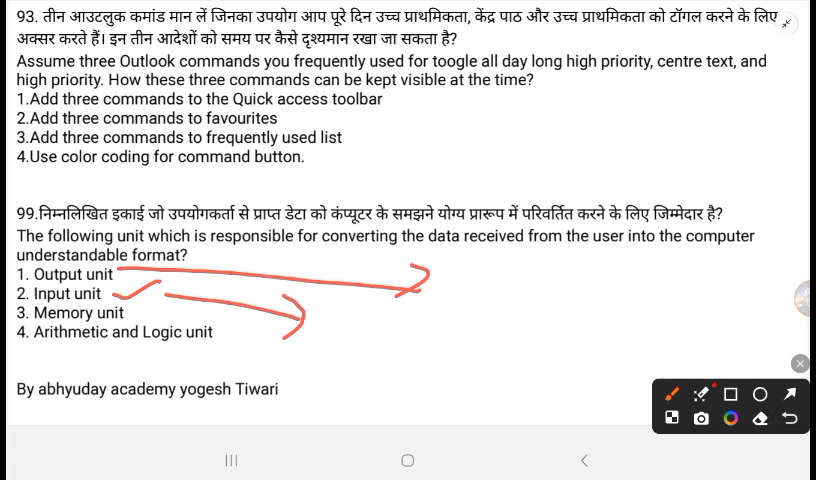 93. तीन आउटलुक कमांड मान लें जिनका उपयोग आप पूरे दिन उच्च प्राथमिकता, केंद्र पाठ और उच्च प्राथमिकता को टॉगल करने के लिए
अक्सर करते हैं। इन तीन आदेशों को समय पर कैसे दृश्यमान रखा जा सकता है?
Assume three Outlook commands you frequently used for toogle all day long high priority, centre text, and
high priority. How these three commands can be kept visible at the time?
1.Add three commands to the Quick access toolbar
2.Add three commands to favourites
3.Add three commands to frequently used list
4.Use color coding for command button.
99.निम्नलिखित इकाई जो उपयोगकर्ता से प्राप्त डेटा को कंप्यूटर के समझने योग्य प्रारूप में परिवर्तित करने के लिए जिम्मेदार है?
The following unit which is responsible for converting the data received from the user into the computer
understandable format?
1. Output unit
2. Input unit
3. Memory unit
4. Arithmetic and Logic unit
By abhyuday academy yogesh Tiwari